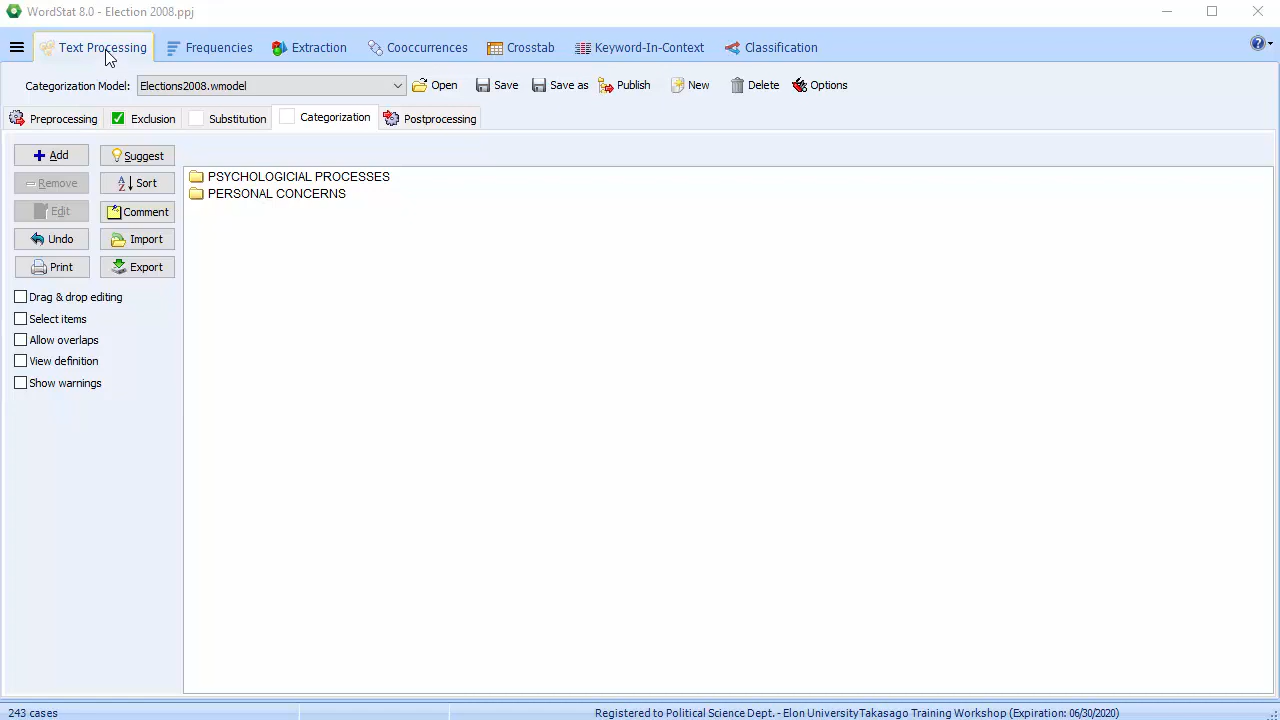 WordStat 8.0 - Election 2008.ppj
Text Processing Frequencies Extraction Cooccurrences Crosstab Keyword-In-Context Classification
Categorization Model: Elections2008.wmodel Open Save Save as Publish New Delete Options
Preprocessing Exclusion Substitution Categorization Postprocessing
Add Suggest
Remove Sort
Edit Comment
Undo Import
Print Export
Drag & drop editing
Select items
Allow overlaps
View definition
Show warnings
PSYCHOLOGICIAL PROCESSES
PERSONAL CONCERNS
243 cases Registered to Political Science Dept. - Elon UniversityTakasago Training Workshop (Expiration: 06/30/2020)